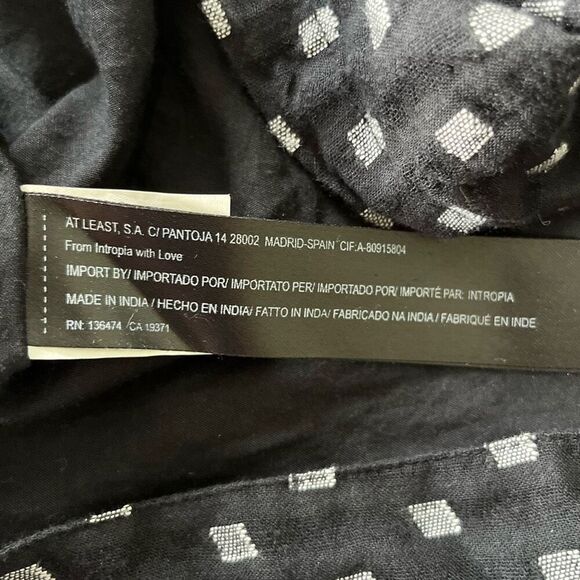 AT LEAST, S.A. C/ PANTOJA 14 28002 MADRID-SPAIN CIF:A-80915804
From Intropia with Love
IMPORT BY/ IMPORTADO POR/ IMPORTATO PER/ IMPORTADO POR/ IMPORTÉ PAR: INTROPIA
MADE IN INDIA / HECHO EN INDIA/ FATTO IN INDA/ FABRICADO NA INDIA/ FABRIQUÉ EN INDE
RN: 136474 / CA 19371